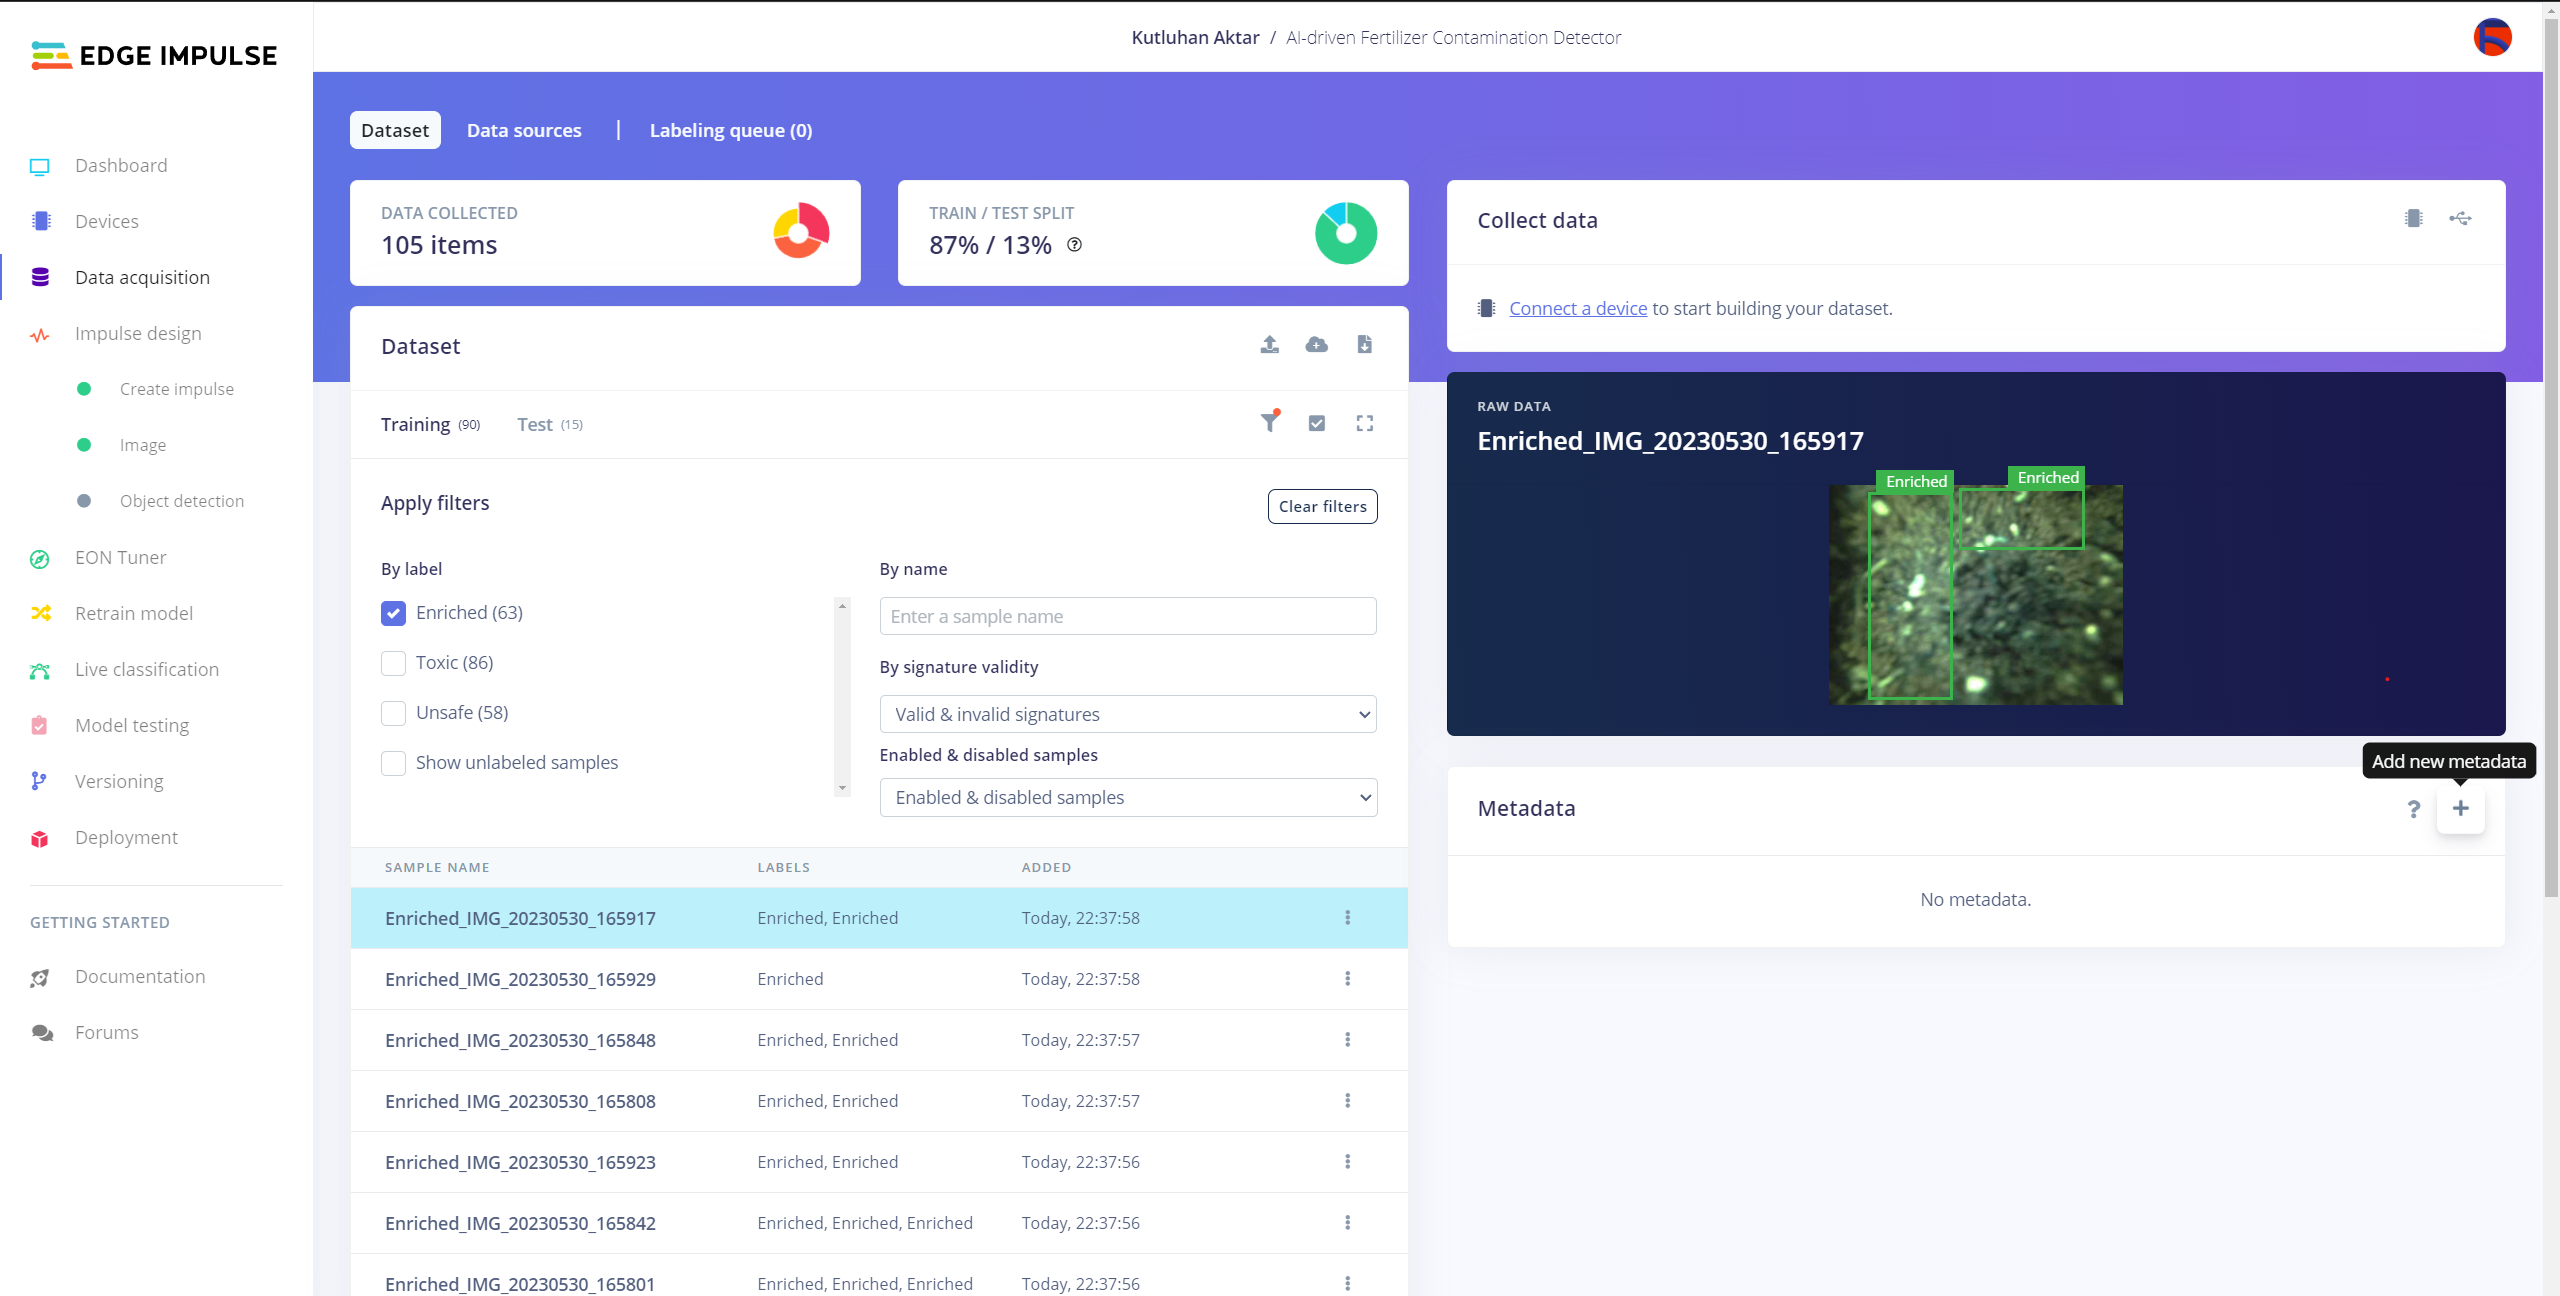 EDGE IMPULSE
Kutluhan Aktar / AI-driven Fertilizer Contamination Detector
Dashboard
Devices
Data acquisition
Impulse design
Create impulse
Image
Object detection
EON Tuner
Retrain model
Live classification
Model testing
Versioning
Deployment
GETTING STARTED
Documentation
Forums
Dataset
Data sources
|
Labeling queue (0)
DATA COLLECTED
105 items
TRAIN / TEST SPLIT
87% / 13%
Dataset
Training (90)
Test (15)
Apply filters
Clear filters
By label
Enriched (63)
Toxic (86)
Unsafe (58)
Show unlabeled samples
By name
Enter a sample name
By signature validity
Valid & invalid signatures
Enabled & disabled samples
Enabled & disabled samples
SAMPLE NAME LABELS ADDED
Enriched_IMG_20230530_165917 Enriched, Enriched Today, 22:37:58
Enriched_IMG_20230530_165929 Enriched Today, 22:37:58
Enriched_IMG_20230530_165848 Enriched, Enriched Today, 22:37:57
Enriched_IMG_20230530_165808 Enriched, Enriched Today, 22:37:57
Enriched_IMG_20230530_165923 Enriched, Enriched Today, 22:37:56
Enriched_IMG_20230530_165842 Enriched, Enriched, Enriched Today, 22:37:56
Enriched_IMG_20230530_165801 Enriched, Enriched, Enriched Today, 22:37:56
Collect data
Connect a device to start building your dataset.
RAW DATA
Enriched_IMG_20230530_165917
Enriched
Enriched
Add new metadata
Metadata
?
+
No metadata.